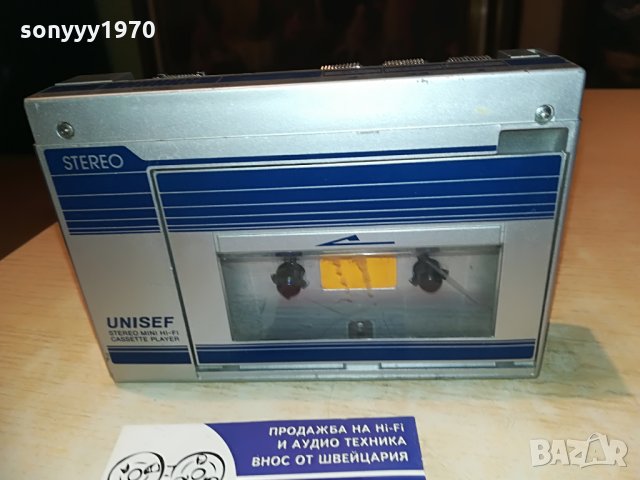 sonyyy1970
STEREO
UNISEF
STEREO MINI HI-FI
CASSETTE PLAYER
ПРОДАЖБА НА Hi-Fi
И АУДИО ТЕХНИКА
ВНОС ОТ ШВЕЙЦАРИЯ
BAZAR